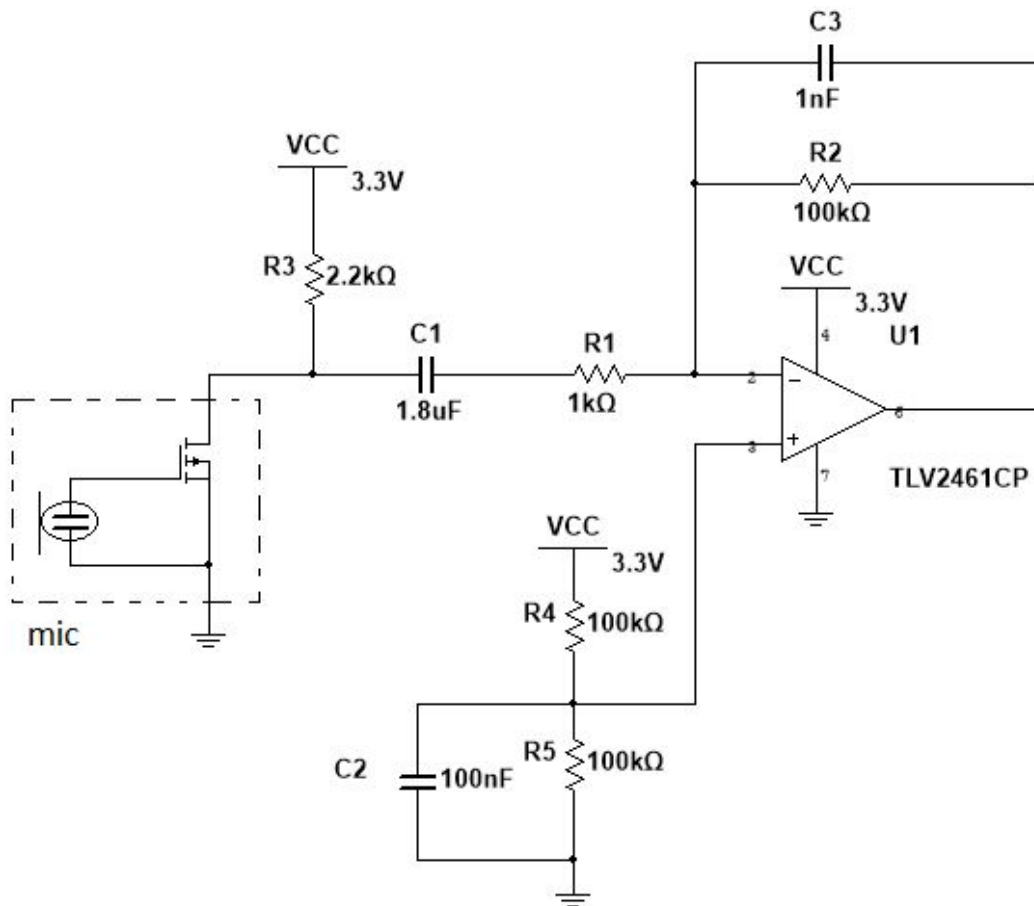 C3
1nF
R2
100kΩ
VCC
3.3V
R3
2.2kΩ
VCC
3.3V
4
U1
C1
1.8uF
R1
1kΩ
2
3
6
7
TLV2461CP
mic
VCC
3.3V
R4
100kΩ
C2
100nF
R5
100kΩ